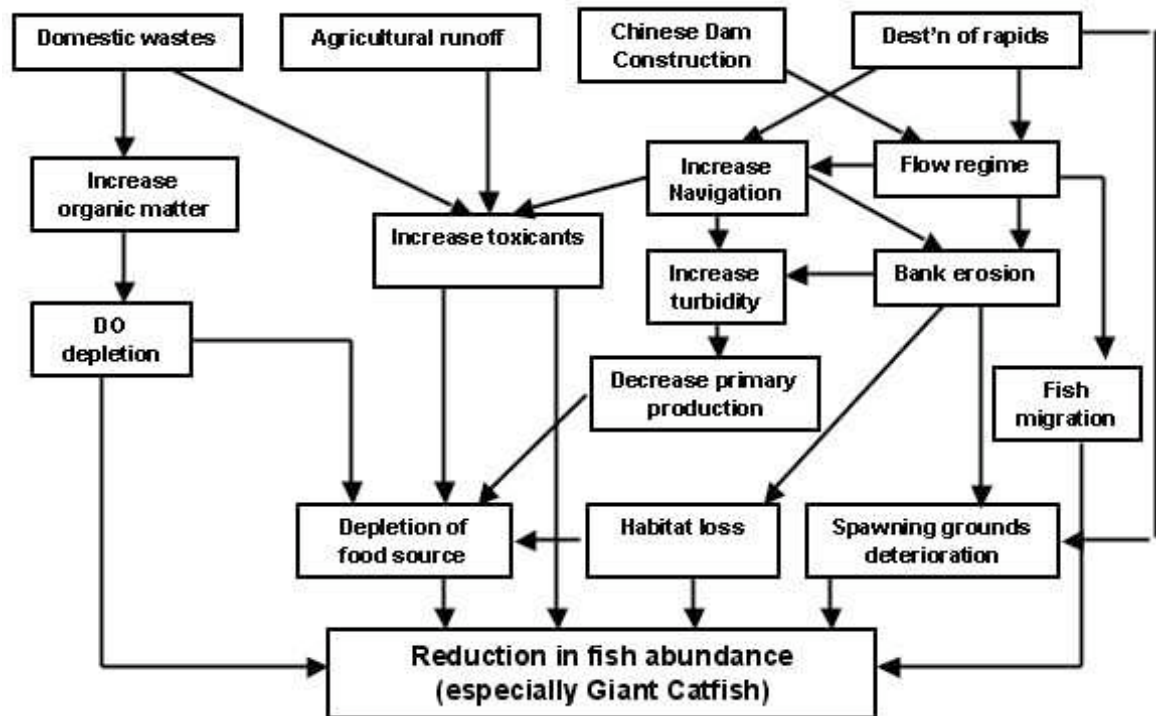 Domestic wastes
Agricultural runoff
Chinese Dam
Construction
Dest'n of rapids
Increase
organic matter
Increase toxicants
Increase
Navigation
Flow regime
Increase
turbidity
Bank erosion
DO
depletion
Decrease primary
production
Fish
migration
Depletion of
food source
Habitat loss
Spawning grounds
deterioration
Reduction in fish abundance
(especially Giant Catfish)